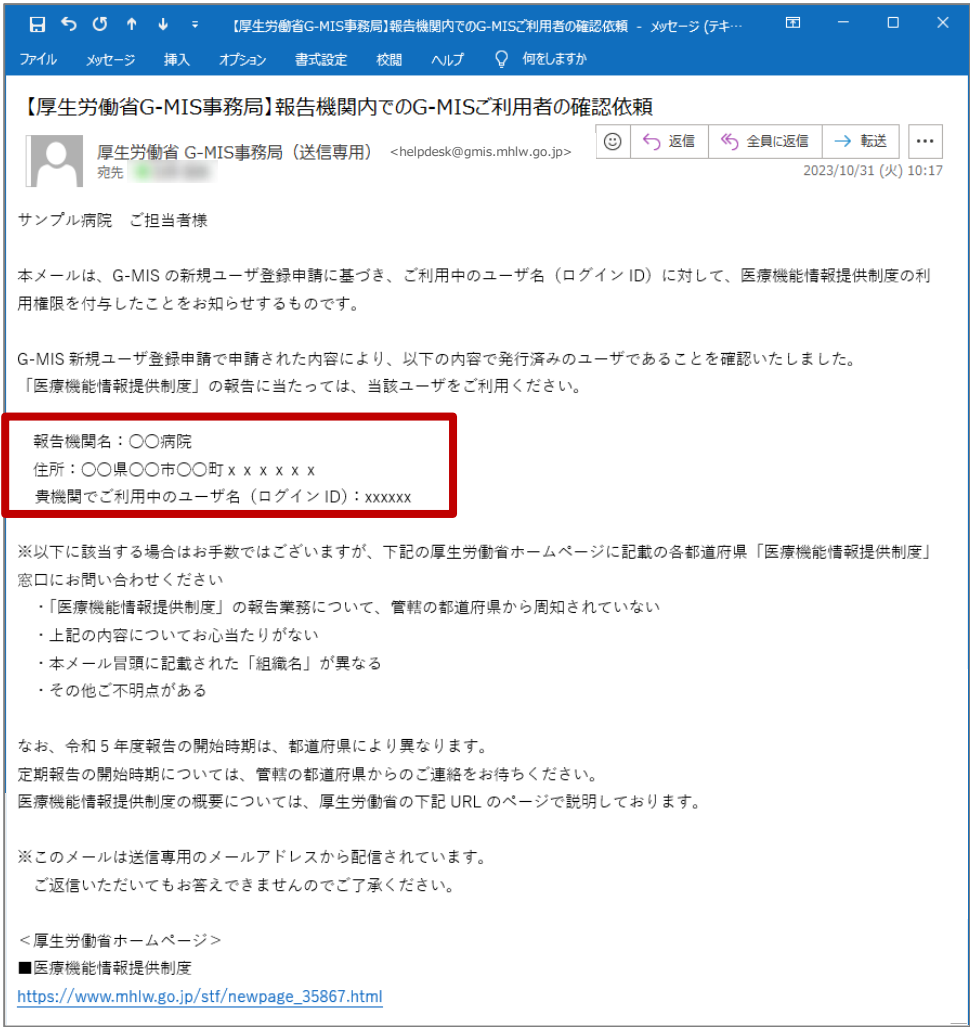 【厚生労働省G-MIS事務局】報告機関内でのG-MISご利用者の確認依頼 - メッセージ (テキ…
ファイル メッセージ 挿入 オプション 書式設定 校閲 ヘルプ 何をしますか
【厚生労働省G-MIS事務局】報告機関内でのG-MISご利用者の確認依頼
厚生労働省 G-MIS事務局（送信専用） <helpdesk@gmis.mhlw.go.jp>
返信 全員に返信 転送 …
宛先
2023/10/31 (火) 10:17
サンプル病院　ご担当者様
本メールは、G-MIS の新規ユーザ登録申請に基づき、ご利用中のユーザ名（ログイン ID）に対して、医療機能情報提供制度の利
用権限を付与したことをお知らせするものです。
G-MIS 新規ユーザ登録申請で申請された内容により、以下の内容で発行済みのユーザであることを確認いたしました。
「医療機能情報提供制度」の報告に当たっては、当該ユーザをご利用ください。
報告機関名：〇〇病院
住所：〇〇県〇〇市〇〇町ｘｘｘｘｘｘ
貴機関でご利用中のユーザ名（ログイン ID）：xxxxxx
※以下に該当する場合はお手数ではございますが、下記の厚生労働省ホームページに記載の各都道府県「医療機能情報提供制度」
窓口にお問い合わせください
・「医療機能情報提供制度」の報告業務について、管轄の都道府県から周知されていない
・上記の内容についてお心当たりがない
・本メール冒頭に記載された「組織名」が異なる
・その他ご不明点がある
なお、令和５年度報告の開始時期は、都道府県により異なります。
定期報告の開始時期については、管轄の都道府県からのご連絡をお待ちください。
医療機能情報提供制度の概要については、厚生労働省の下記 URL のページで説明しております。
※このメールは送信専用のメールアドレスから配信されています。
ご返信いただいてもお答えできませんのでご了承ください。
＜厚生労働省ホームページ＞
■医療機能情報提供制度
https://www.mhlw.go.jp/stf/newpage_35867.html